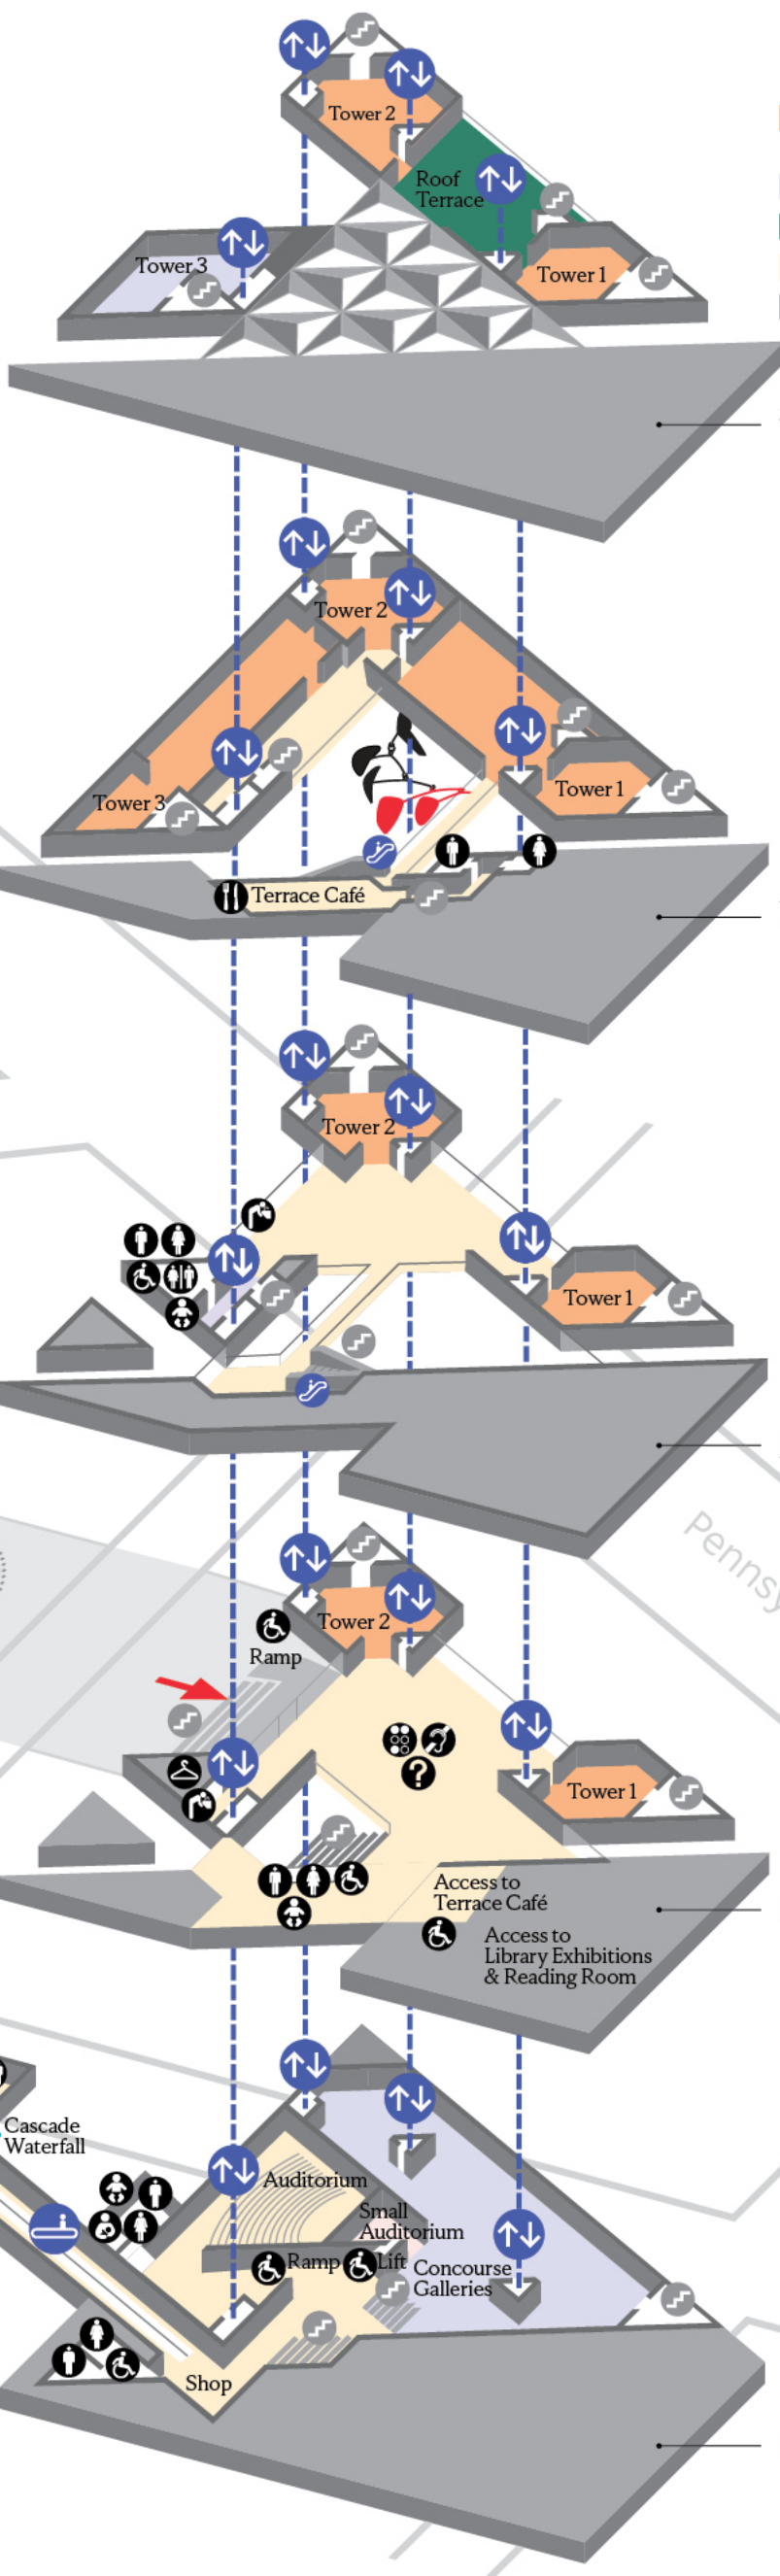 Tower 2
Roof
Terrace
Tower 3
Tower 1
Tower 2
Tower 3
Tower 1
Terrace Café
Tower 2
Tower 1
Tower 2
Ramp
Tower 1
Access to
Terrace Café
Access to
Library Exhibitions
& Reading Room
Pennsy
Cascade
Waterfall
Auditorium
Small
Auditorium
Ramp
Lift
Concourse
Galleries
Shop